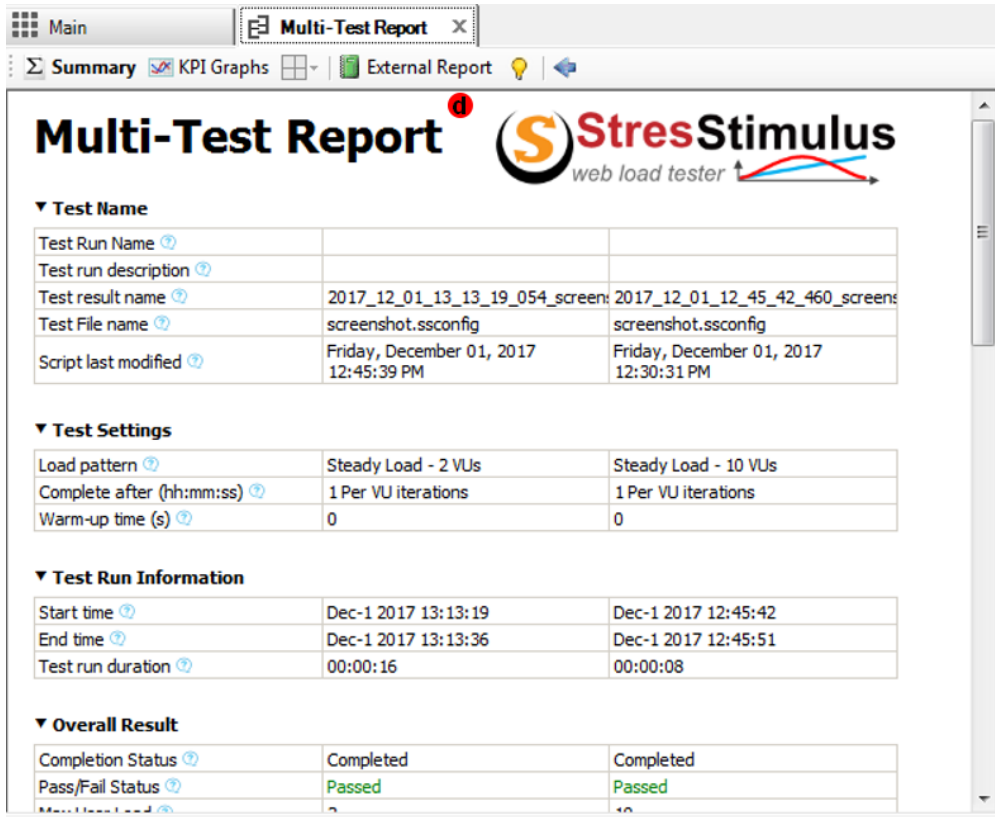 Main Multi-Test Report X
Σ Summary KPI Graphs External Report
d
Multi-Test Report StresStimulus
web load tester
▼ Test Name
Test Run Name
Test run description
Test result name 2017_12_01_13_13_19_054_screen 2017_12_01_12_45_42_460_screens
Test File name screenshot.ssconfig screenshot.ssconfig
Friday, December 01, 2017 Friday, December 01, 2017
Script last modified
12:45:39 PM 12:30:31 PM
▼ Test Settings
Load pattern Steady Load - 2 VUs Steady Load - 10 VUs
Complete after (hh:mm:ss) 1 Per VU iterations 1 Per VU iterations
Warm-up time (s) 0 0
▼ Test Run Information
Start time Dec-1 2017 13:13:19 Dec-1 2017 12:45:42
End time Dec-1 2017 13:13:36 Dec-1 2017 12:45:51
Test run duration 00:00:16 00:00:08
▼ Overall Result
Completion Status Completed Completed
Pass/Fail Status Passed Passed